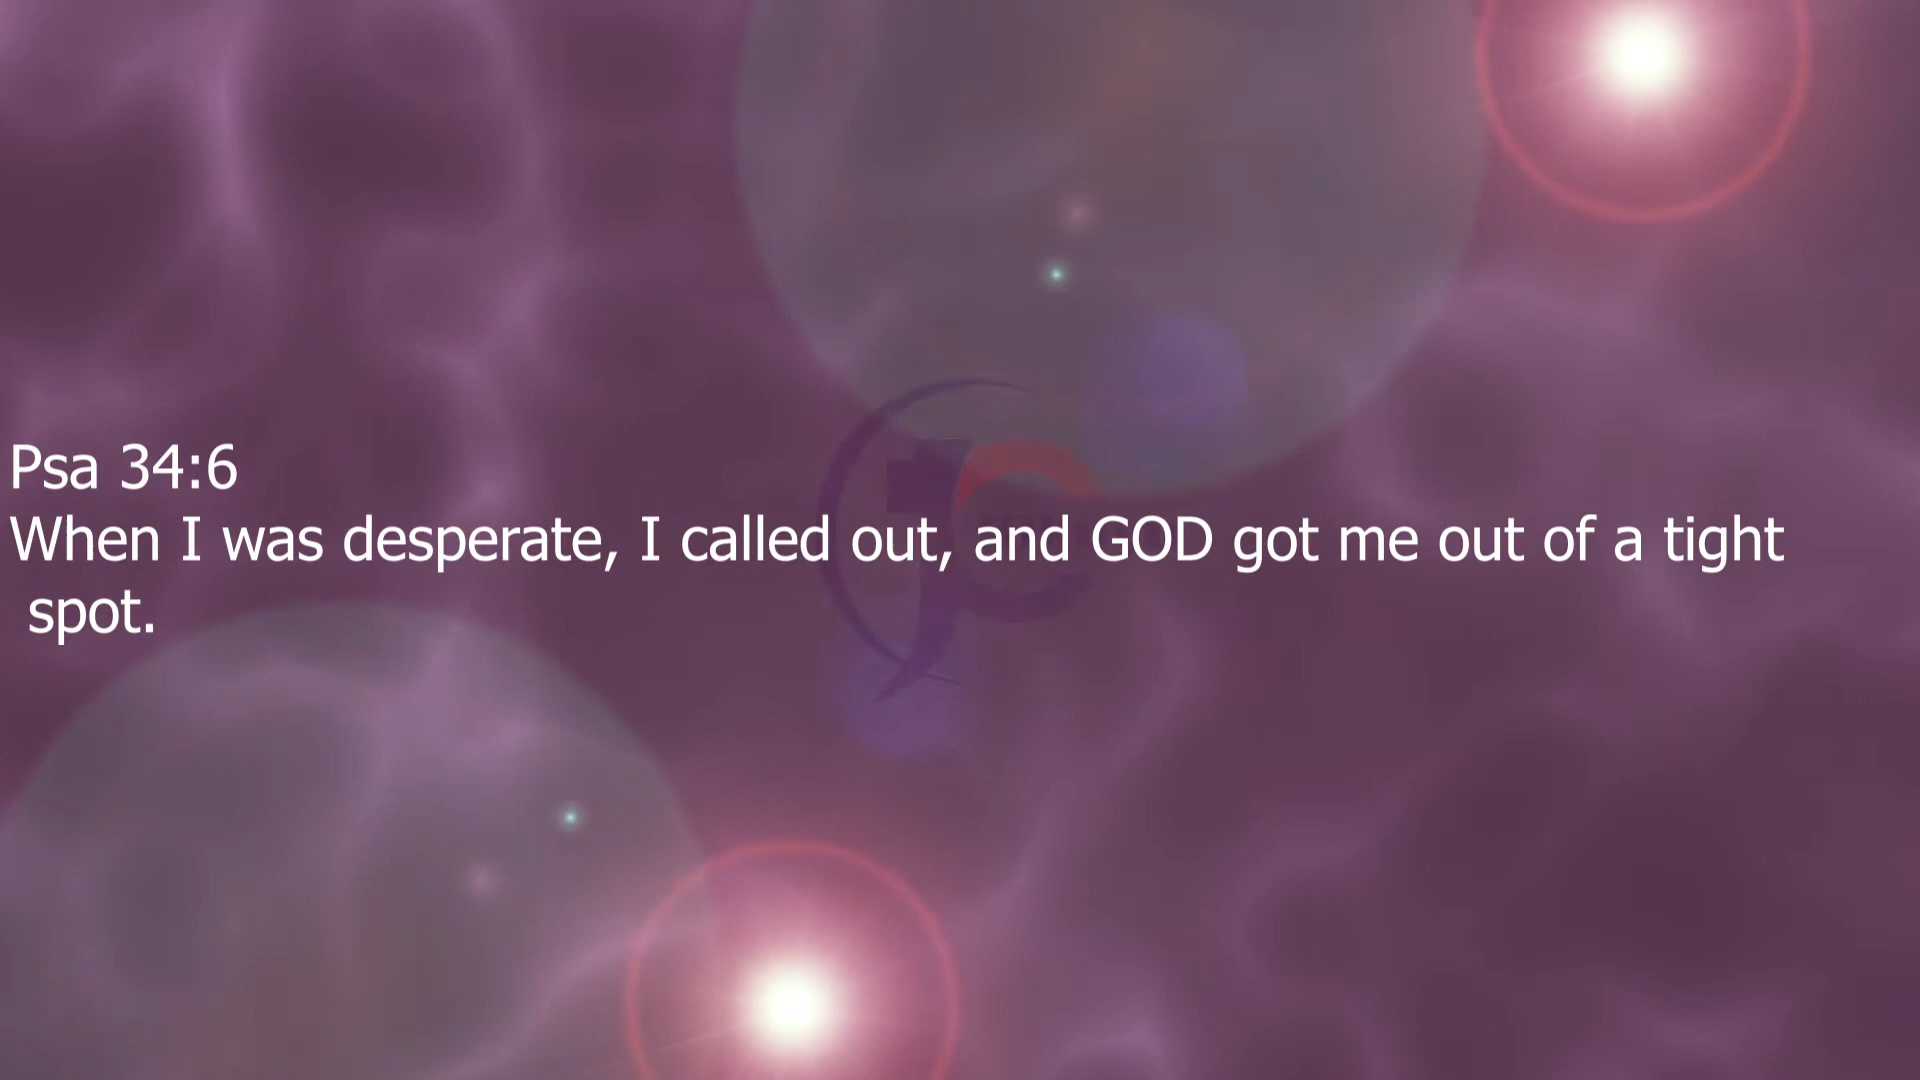 Psa 34:6
When I was desperate, I called out, and GOD got me out of a tight
spot.